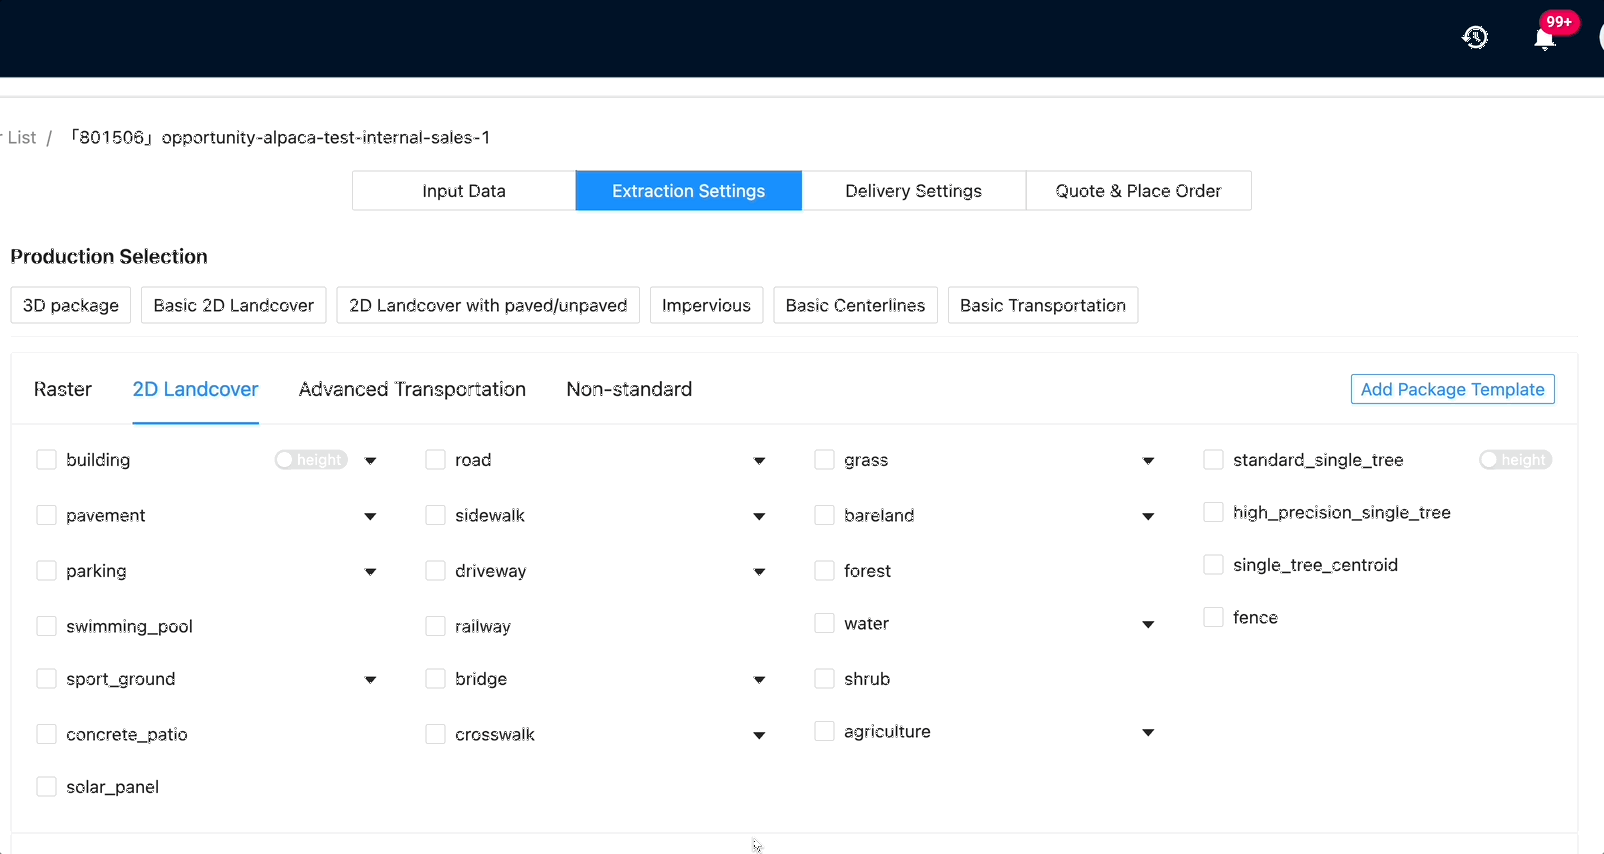 99+
List / 「801506」 opportunity-alpaca-test-internal-sales-1
Input Data
Extraction Settings
Delivery Settings
Quote & Place Order
Production Selection
3D package
Basic 2D Landcover
2D Landcover with paved/unpaved
Impervious
Basic Centerlines
Basic Transportation
Raster
2D Landcover
Advanced Transportation
Non-standard
Add Package Template
building
height
pavement
parking
swimming_pool
sport_ground
concrete_patio
solar_panel
road
sidewalk
driveway
railway
bridge
crosswalk
grass
bareland
forest
water
shrub
agriculture
standard_single_tree
height
high_precision_single_tree
single_tree_centroid
fence